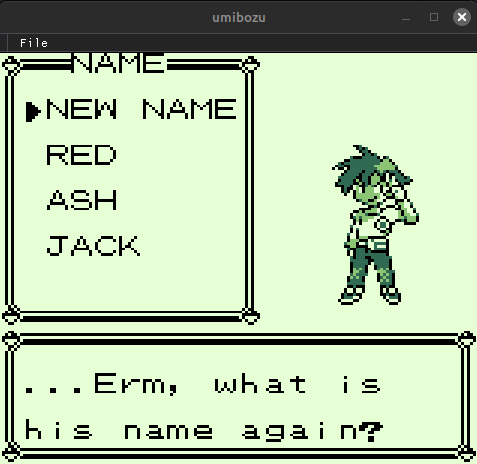 umibozu
File
NAME
NEW NAME
RED
ASH
JACK
...Erm, what is
his name again?